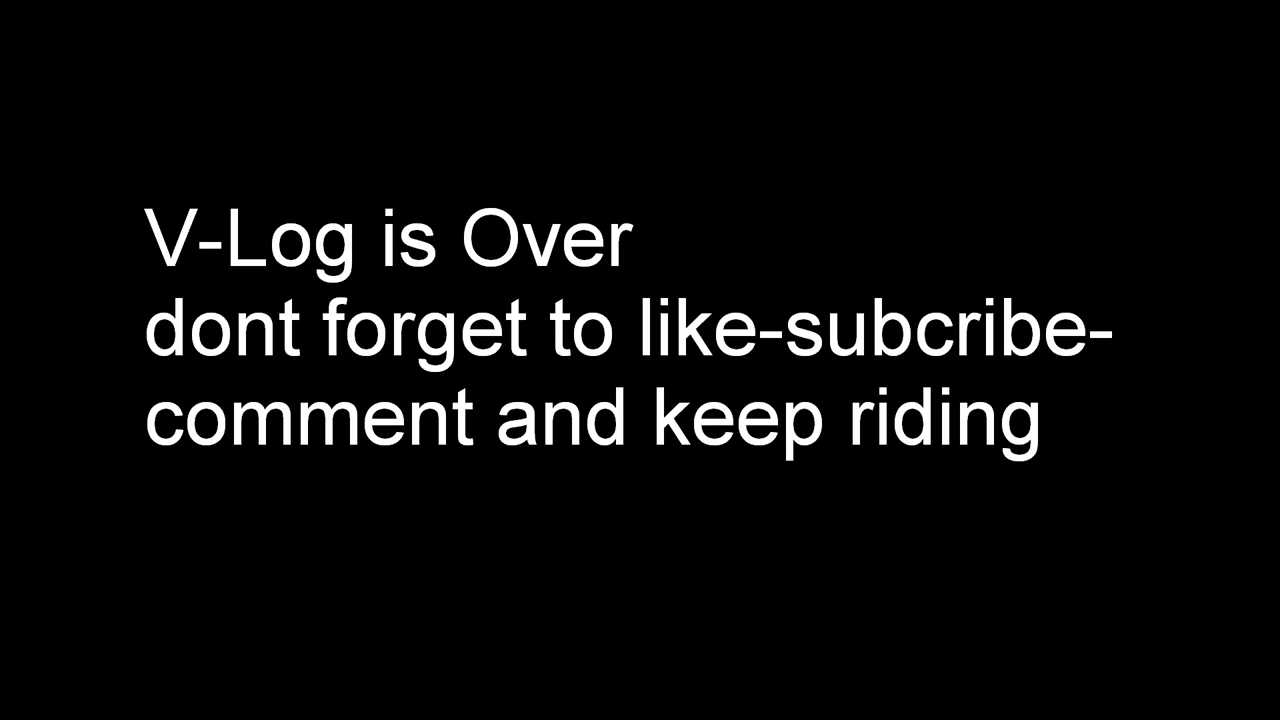 V-Log is Over
dont forget to like-subcribe-
comment and keep riding